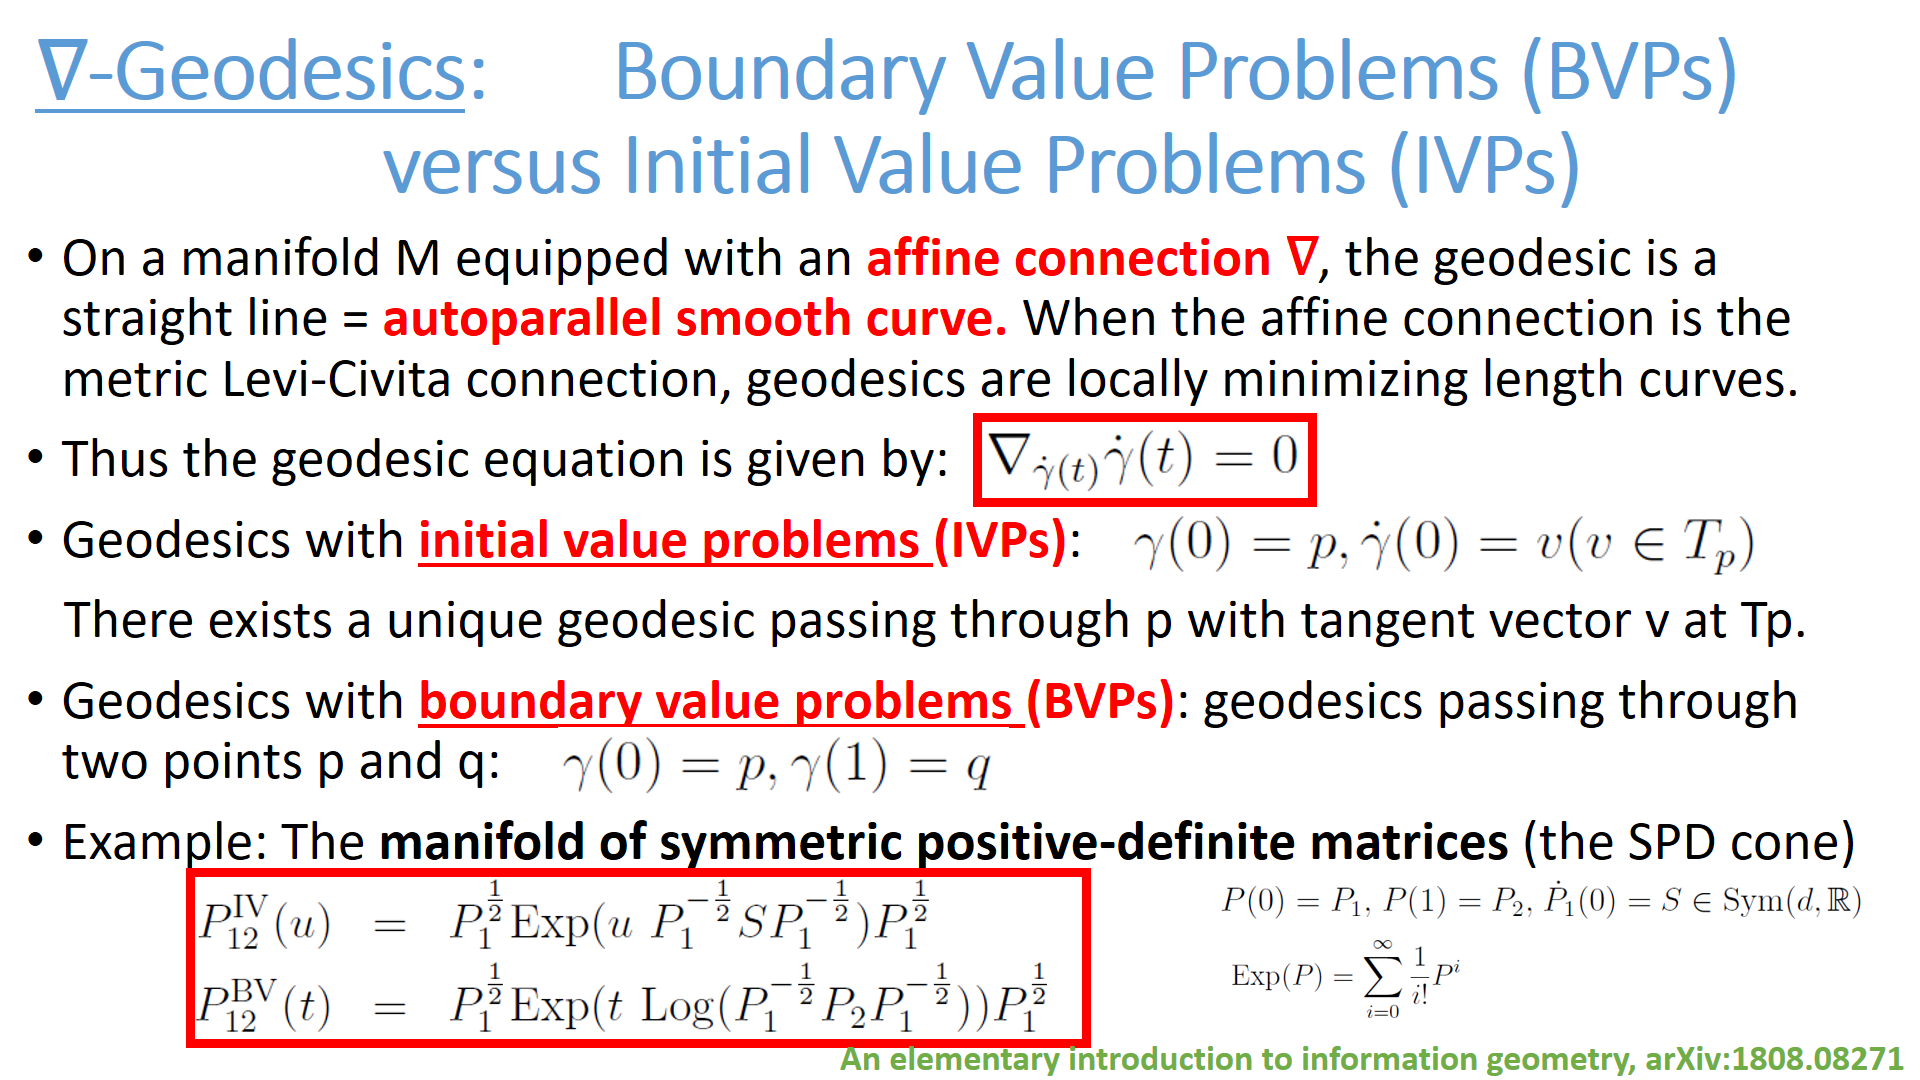 ∇-Geodesics: Boundary Value Problems (BVPs)
versus Initial Value Problems (IVPs)
• On a manifold M equipped with an affine connection ∇, the geodesic is a
straight line = autoparallel smooth curve. When the affine connection is the
metric Levi-Civita connection, geodesics are locally minimizing length curves.
• Thus the geodesic equation is given by: $\nabla_{\dot{\gamma}(t)}\dot{\gamma}(t) = 0$
• Geodesics with initial value problems (IVPs): $\gamma(0) = p, \dot{\gamma}(0) = v(v \in T_p)$
There exists a unique geodesic passing through p with tangent vector v at Tp.
• Geodesics with boundary value problems (BVPs): geodesics passing through
two points p and q: $\gamma(0) = p, \gamma(1) = q$
• Example: The manifold of symmetric positive-definite matrices (the SPD cone)
$P_{12}^{\mathrm{IV}}(u) = P_1^{\frac{1}{2}} \mathrm{Exp}(u\ P_1^{-\frac{1}{2}} S P_1^{-\frac{1}{2}}) P_1^{\frac{1}{2}}$
$P_{12}^{\mathrm{BV}}(t) = P_1^{\frac{1}{2}} \mathrm{Exp}(t\ \mathrm{Log}(P_1^{-\frac{1}{2}} P_2 P_1^{-\frac{1}{2}})) P_1^{\frac{1}{2}}$
$P(0) = P_1, P(1) = P_2, \dot{P}_1(0) = S \in \mathrm{Sym}(d, \mathbb{R})$
$\mathrm{Exp}(P) = \sum_{i=0}^{\infty} \frac{1}{i!} P^i$
An elementary introduction to information geometry, arXiv:1808.08271